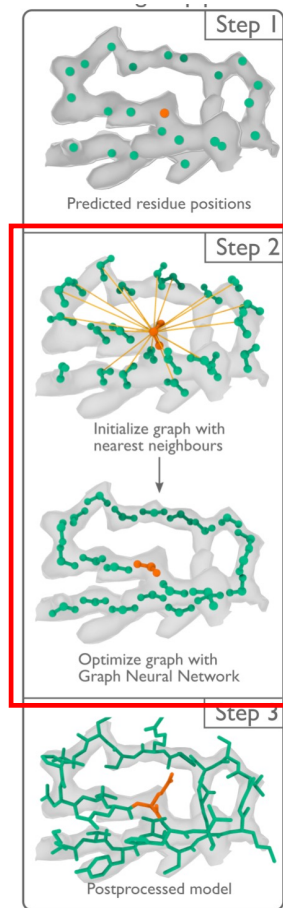 Step 1
Predicted residue positions
Step 2
Initialize graph with
nearest neighbours
Optimize graph with
Graph Neural Network
Step 3
Postprocessed model